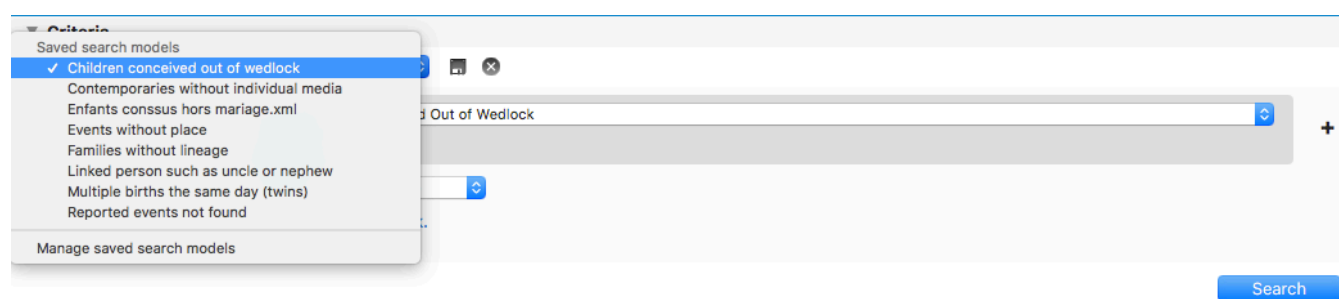 Criteria
Saved search models
✓ Children conceived out of wedlock
Contemporaries without individual media
Enfants conssus hors mariage.xml
Out of Wedlock
+
Events without place
Families without lineage
Linked person such as uncle or nephew
Multiple births the same day (twins)
Reported events not found
Manage saved search models
Search